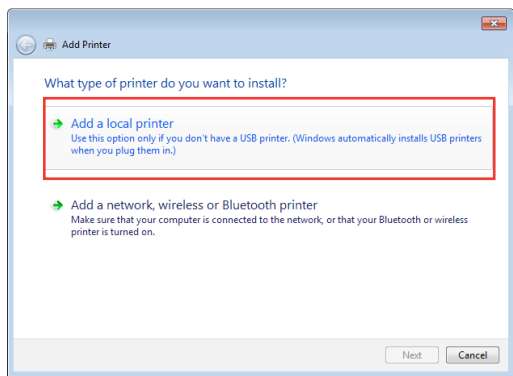 Add Printer
What type of printer do you want to install?
Add a local printer
Use this option only if you don't have a USB printer. (Windows automatically installs USB printers
when you plug them in.)
Add a network, wireless or Bluetooth printer
Make sure that your computer is connected to the network, or that your Bluetooth or wireless
printer is turned on.
Next Cancel